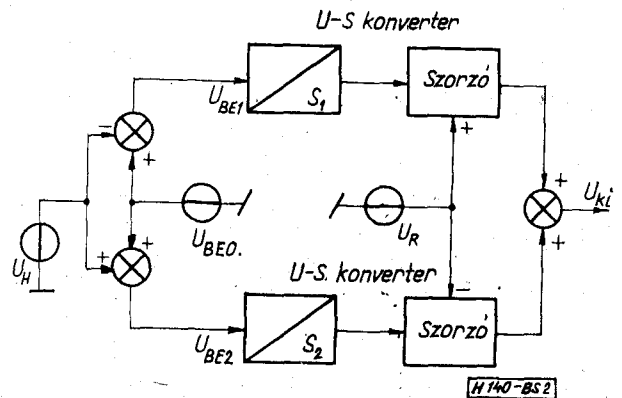 U-S konverter
U_BE1
S_1
Szorzó
+
-
+
+
U_ki
U_BE0.
U_R
+
+
+
U_H
U-S. konverter
-
U_BE2
S_2
Szorzó
H 140-BS 2